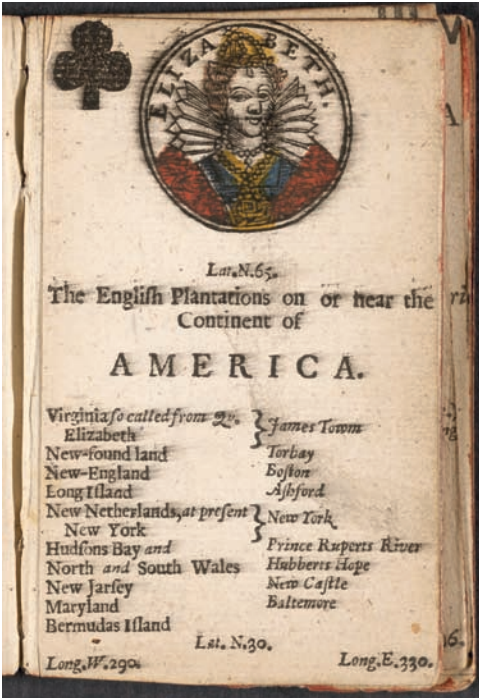 ELIZABETH.
Lat.N.65.
The Engliſh Plantations on or near the
Continent of
AMERICA.
Virginia ſo called from Qu. } James Town
Elizabeth
New-found land Torbay
New-England Boſton
Long Iſland Aſhford
New Netherlands, at preſent } New York
New York
Hudſons Bay and Prince Ruperts River
North and South Wales Hubberts Hope
New Jarſey New Caſtle
Maryland Baltemore
Bermudas Iſland
Lat. N.30.
Long.W.290. Long.E.330.